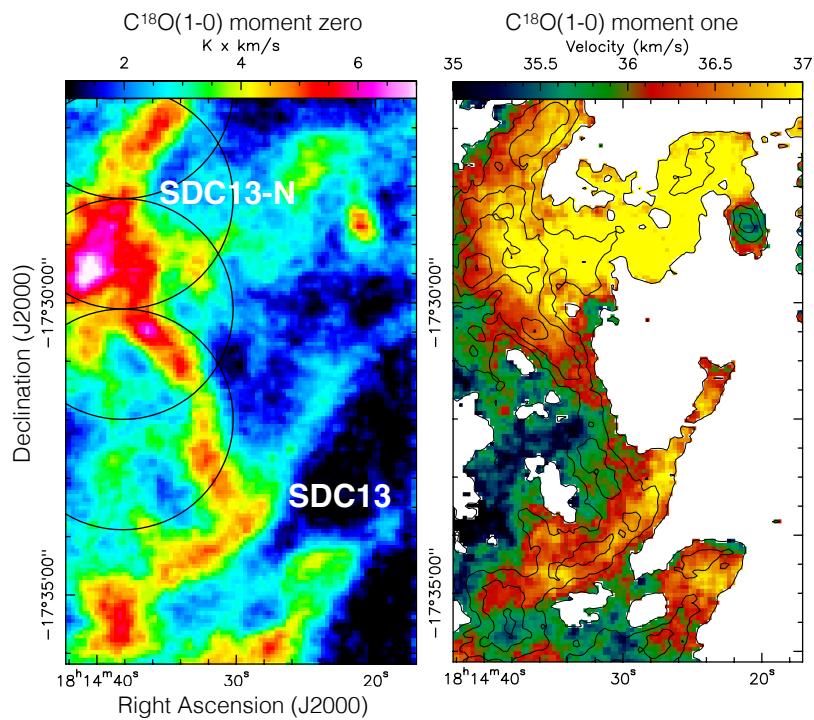 C¹⁸O(1-0) moment zero
K x km/s
2 4 6
C¹⁸O(1-0) moment one
Velocity (km/s)
35 35.5 36 36.5 37
SDC13-N
SDC13
Declination (J2000)
−17°30'00"
−17°35'00"
18ʰ14ᵐ40ˢ 30ˢ 20ˢ
Right Ascension (J2000)
−17°30'00"
−17°35'00"
18ʰ14ᵐ40ˢ 30ˢ 20ˢ